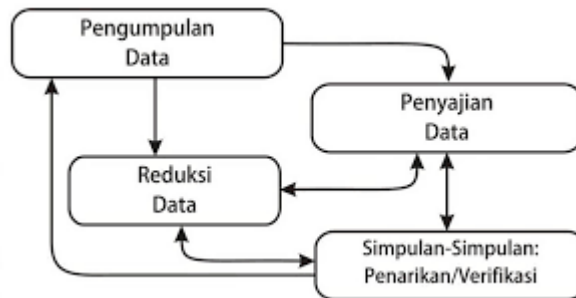 Pengumpulan
Data
Penyajian
Data
Reduksi
Data
Simpulan-Simpulan:
Penarikan/Verifikasi